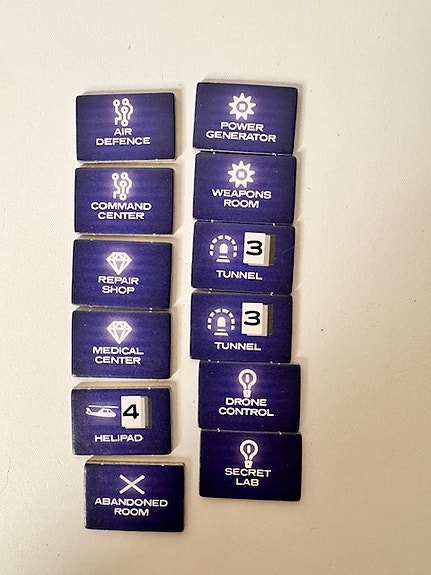 AIR
DEFENCE
COMMAND
CENTER
REPAIR
SHOP
MEDICAL
CENTER
4
HELIPAD
ABANDONED
ROOM
POWER
GENERATOR
WEAPONS
ROOM
3
TUNNEL
3
TUNNEL
DRONE
CONTROL
SECRET
LAB